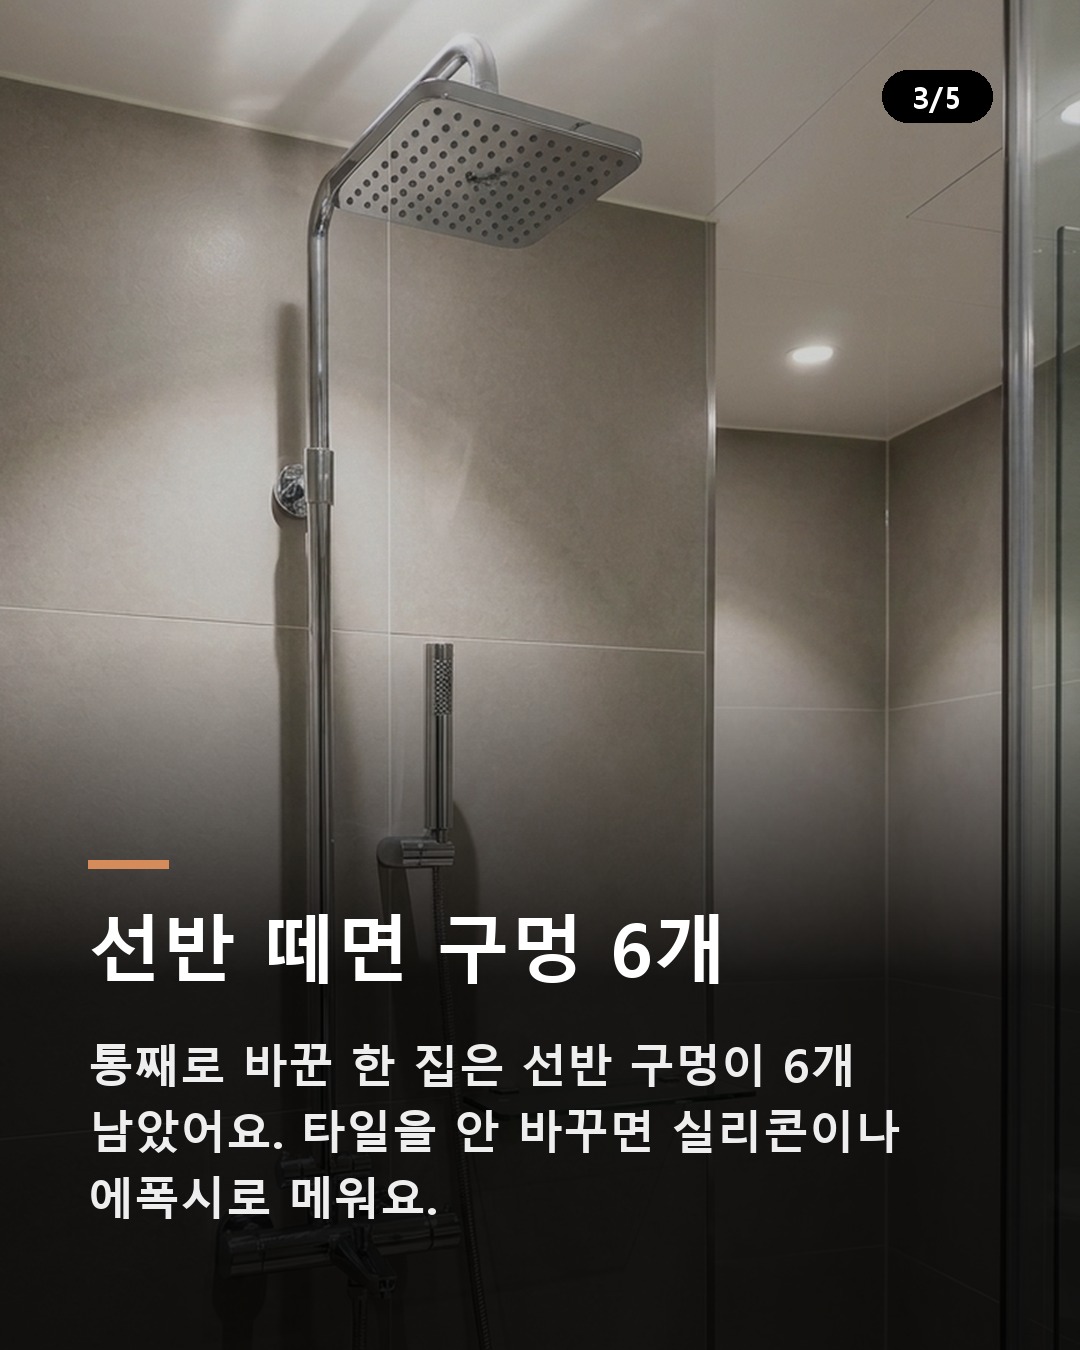 3/5
선반 떼면 구멍 6개
통째로 바꾼 한 집은 선반 구멍이 6개
남았어요. 타일을 안 바꾸면 실리콘이나
에폭시로 메워요.